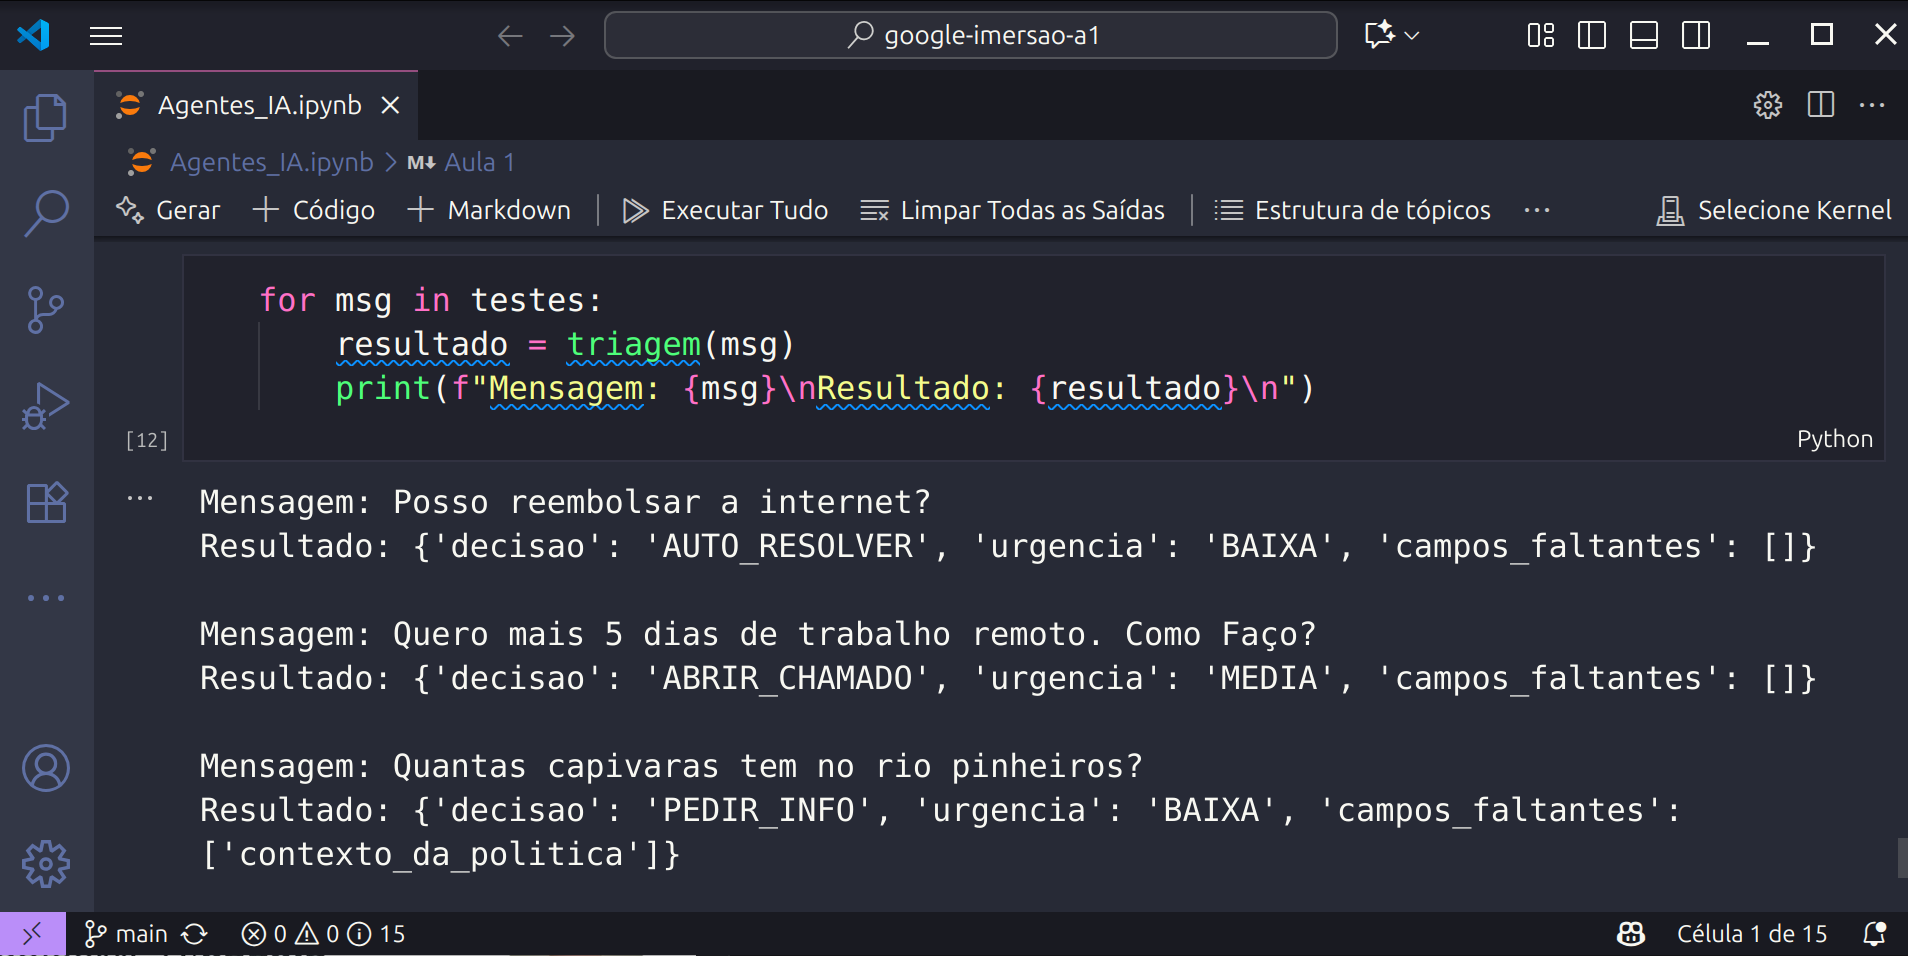 google-imersao-a1
Agentes_IA.ipynb
Agentes_IA.ipynb > M↓ Aula 1
Gerar + Código + Markdown Executar Tudo Limpar Todas as Saídas Estrutura de tópicos ... Selecione Kernel
for msg in testes:
resultado = triagem(msg)
print(f"Mensagem: {msg}\nResultado: {resultado}\n")
[12]
Python
Mensagem: Posso reembolsar a internet?
Resultado: {'decisao': 'AUTO_RESOLVER', 'urgencia': 'BAIXA', 'campos_faltantes': []}
Mensagem: Quero mais 5 dias de trabalho remoto. Como Faço?
Resultado: {'decisao': 'ABRIR_CHAMADO', 'urgencia': 'MEDIA', 'campos_faltantes': []}
Mensagem: Quantas capivaras tem no rio pinheiros?
Resultado: {'decisao': 'PEDIR_INFO', 'urgencia': 'BAIXA', 'campos_faltantes':
['contexto_da_politica']}
main 0 0 15 Célula 1 de 15